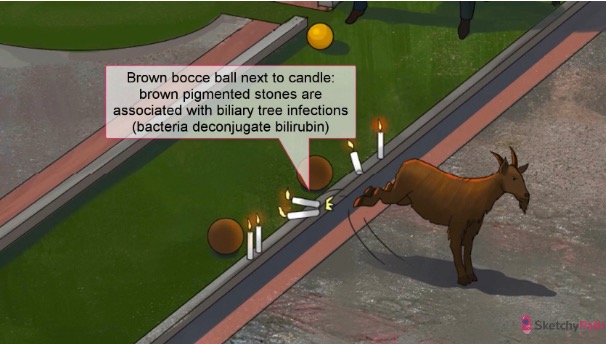 Brown bocce ball next to candle:
brown pigmented stones are
associated with biliary tree infections
(bacteria deconjugate bilirubin)
SketchyPath